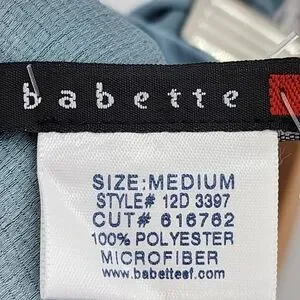 babette
SIZE:MEDIUM
STYLE# 12D 3397
CUT# 616762
100% POLYESTER
MICROFIBER
www.babettesf.com